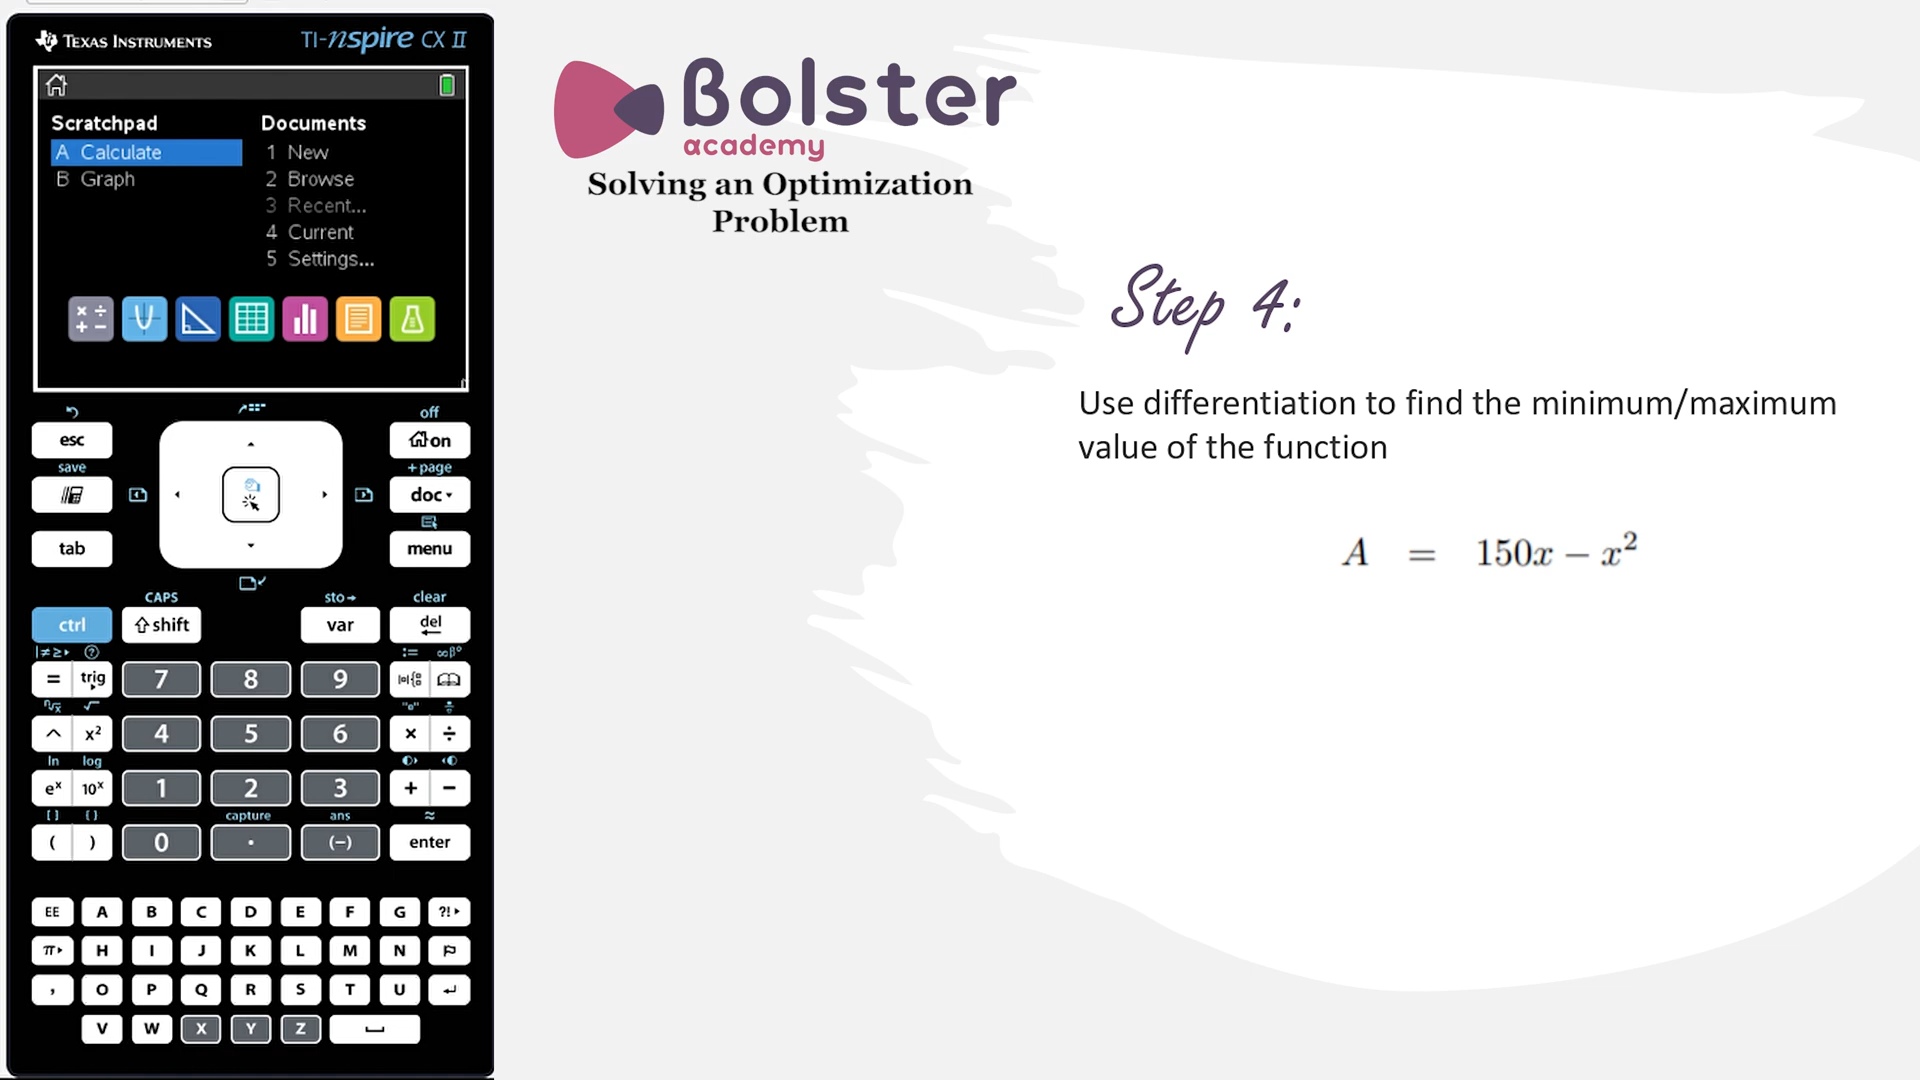 TEXAS INSTRUMENTS
TI-nspire CX II
Scratchpad
Documents
A Calculate
1 New
B Graph
2 Browse
3 Recent...
4 Current
5 Settings...
off
esc
on
save
+ page
doc
tab
menu
CAPS
sto→
clear
ctrl
⇧shift
var
del
|≠≥▸ ?
:= ∞β°
= trig 7 8 9
ⁿ√x √
"□"
^ x² 4 5 6 × ÷
ln log
eˣ 10ˣ 1 2 3 + −
[ ] { } capture ans ≈
( ) 0 . (−) enter
EE A B C D E F G ?!▸
π▸ H I J K L M N
, O P Q R S T U ↵
V W X Y Z
Bolster
academy
Solving an Optimization
Problem
Step 4:
Use differentiation to find the minimum/maximum
value of the function
A = 150x − x²